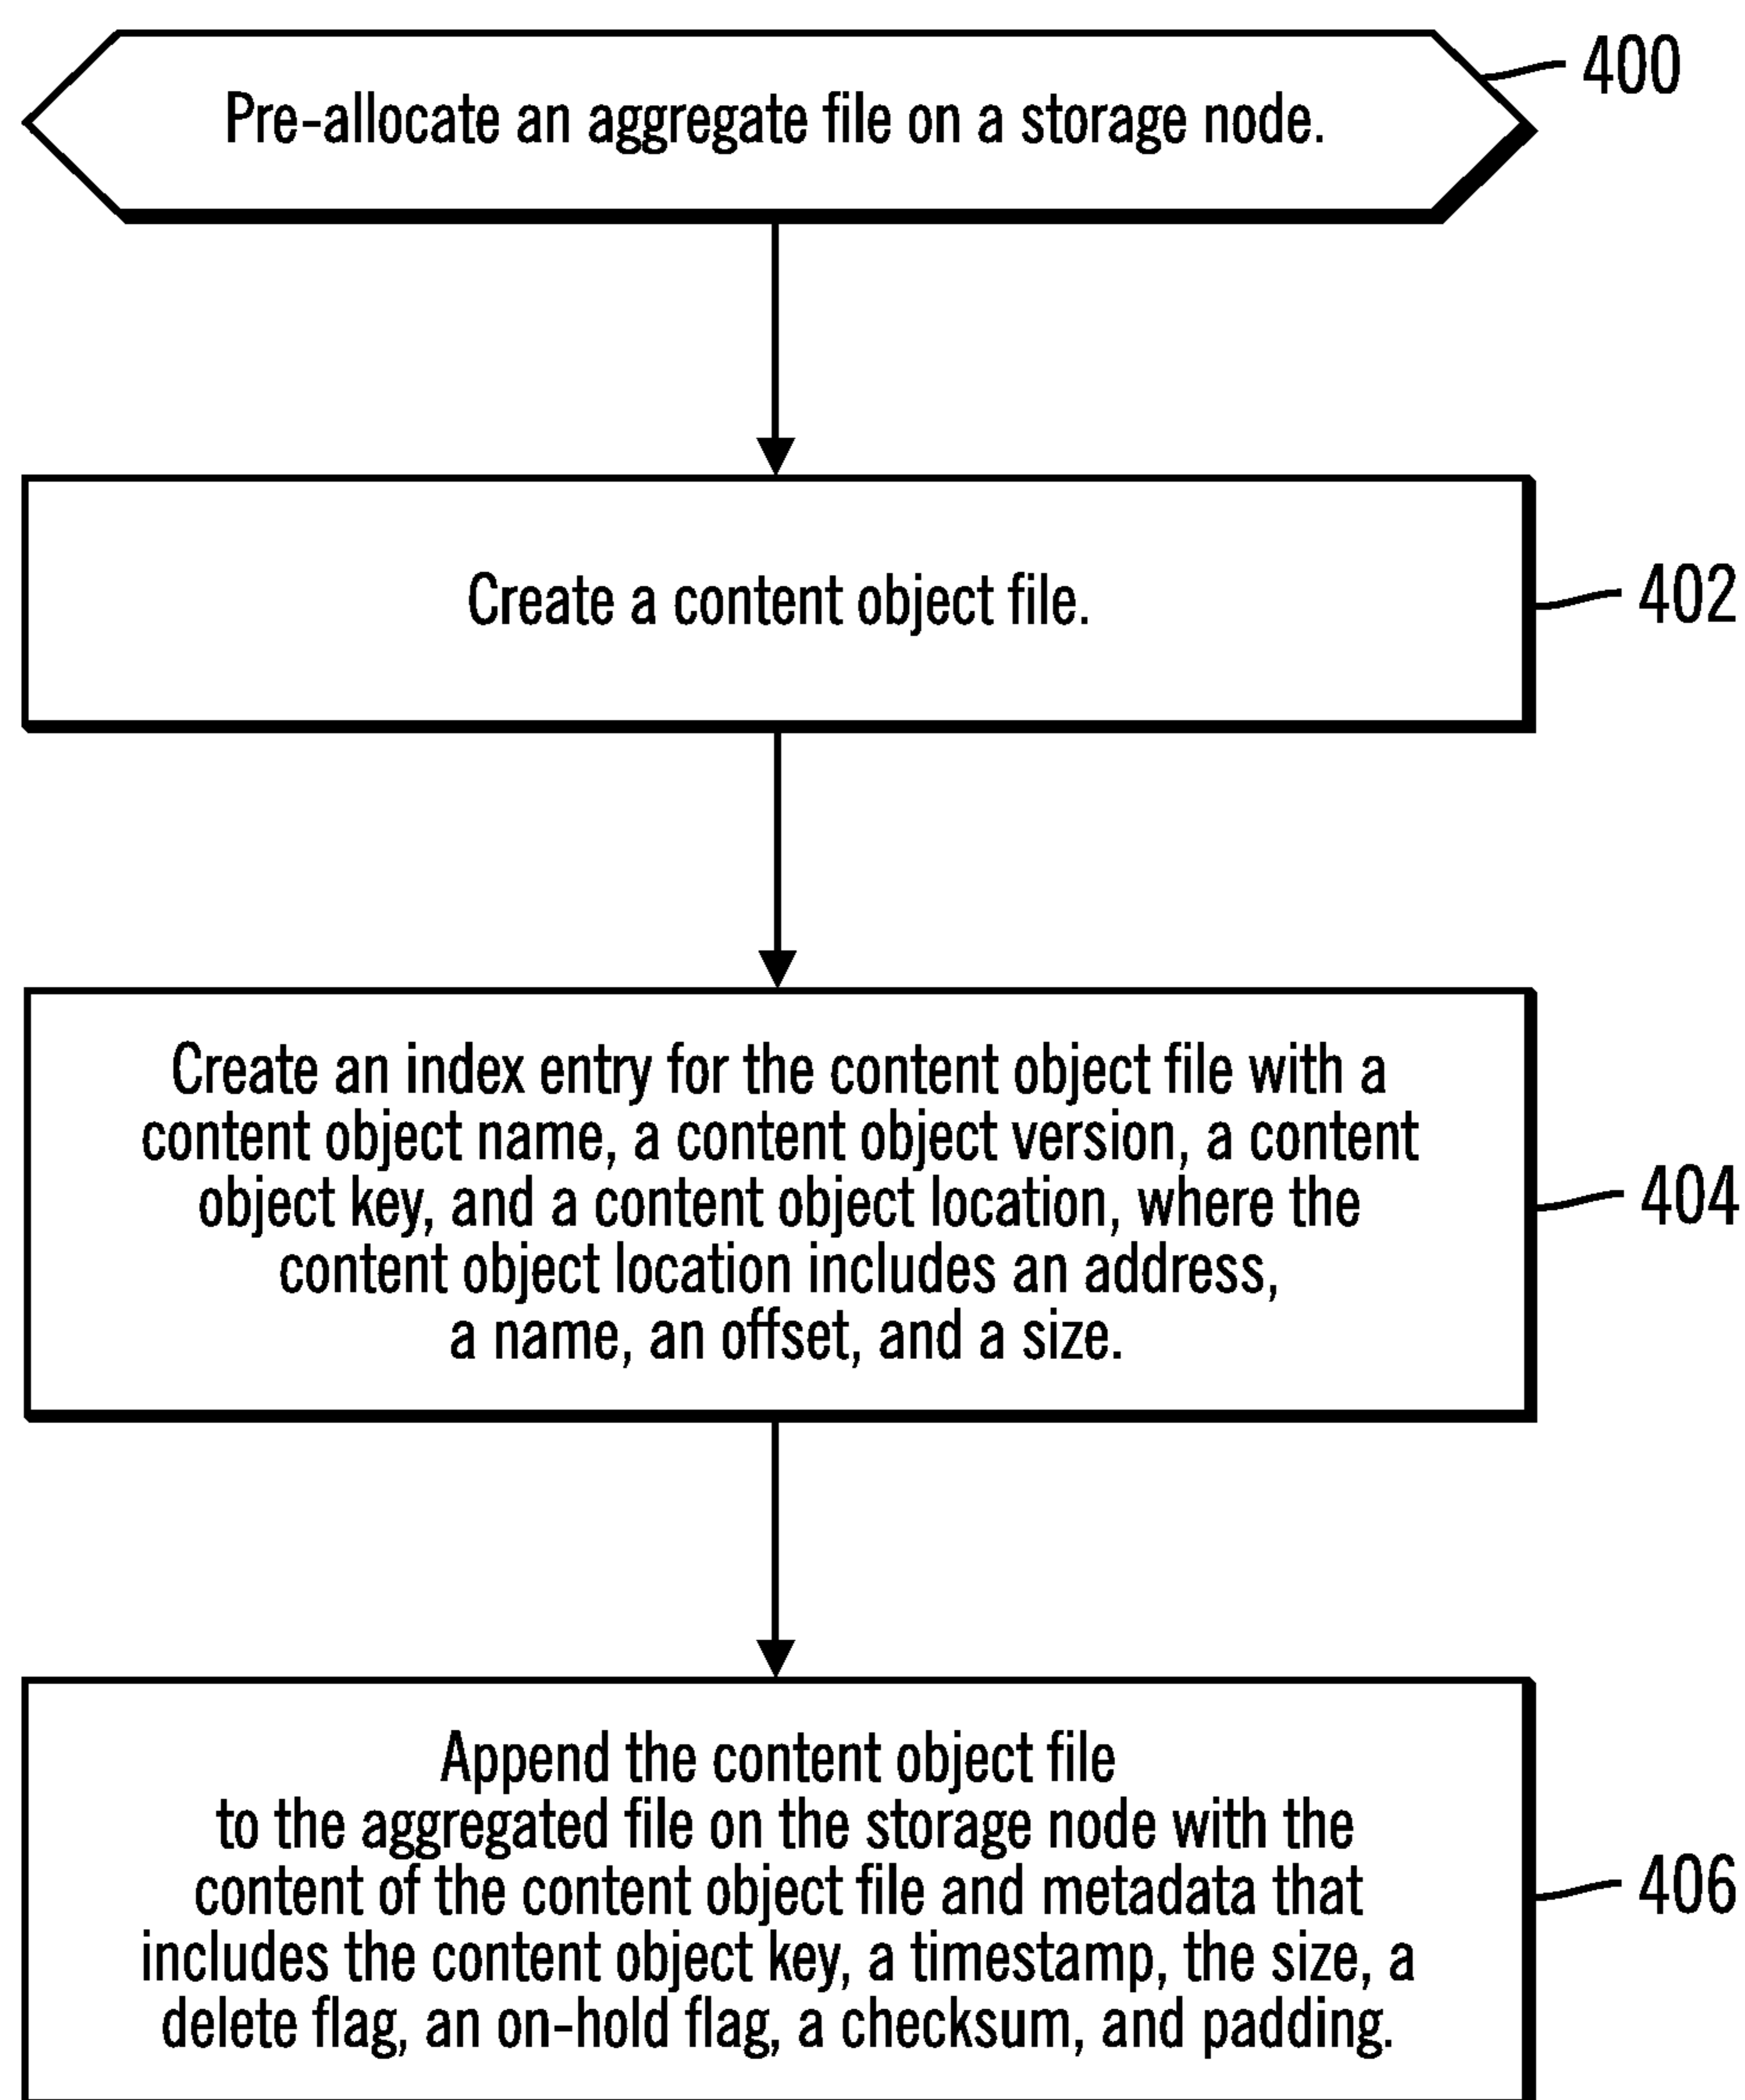 Pre-allocate an aggregate file on a storage node.
400
Create a content object file.
402
Create an index entry for the content object file with a
content object name, a content object version, a content
object key, and a content object location, where the
content object location includes an address,
a name, an offset, and a size.
404
Append the content object file
to the aggregated file on the storage node with the
content of the content object file and metadata that
includes the content object key, a timestamp, the size, a
delete flag, an on-hold flag, a checksum, and padding.
406